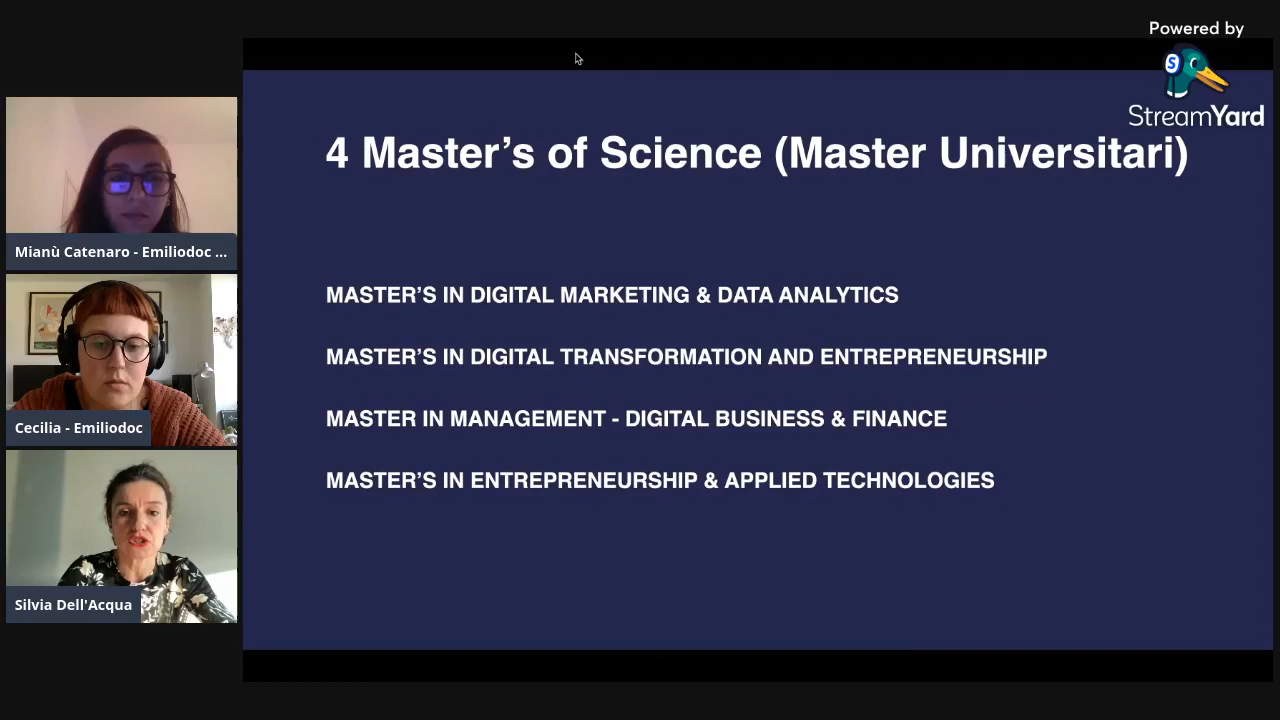 Powered by
StreamYard
4 Master’s of Science (Master Universitari)
MASTER’S IN DIGITAL MARKETING & DATA ANALYTICS
MASTER’S IN DIGITAL TRANSFORMATION AND ENTREPRENEURSHIP
MASTER IN MANAGEMENT - DIGITAL BUSINESS & FINANCE
MASTER’S IN ENTREPRENEURSHIP & APPLIED TECHNOLOGIES
Mianù Catenaro - Emiliodoc ...
Cecilia - Emiliodoc
Silvia Dell'Acqua